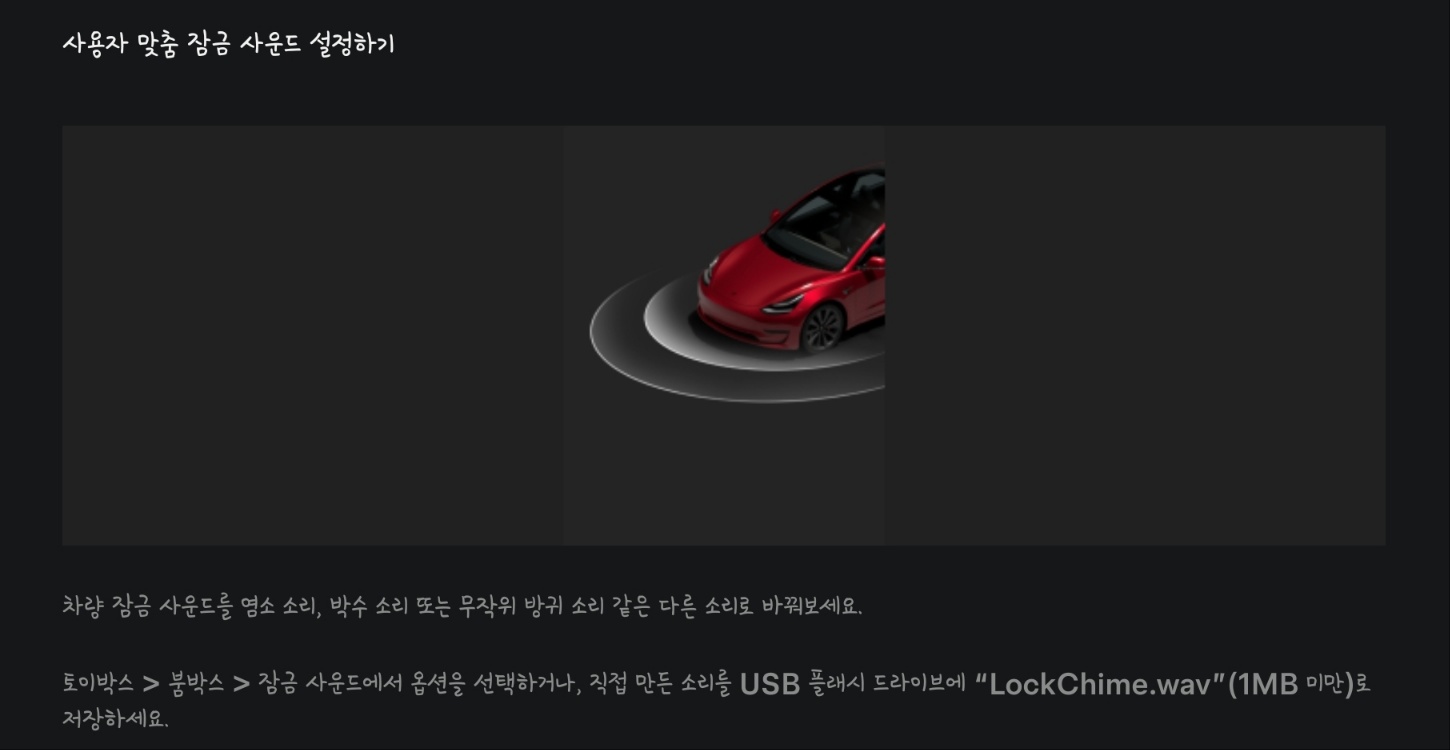 사용자 맞춤 잠금 사운드 설정하기
차량 잠금 사운드를 염소 소리, 박수 소리 또는 무작위 방귀 소리 같은 다른 소리로 바꿔보세요.
토이박스 > 붐박스 > 잠금 사운드에서 옵션을 선택하거나, 직접 만든 소리를 USB 플래시 드라이브에 “LockChime.wav”(1MB 미만)로
저장하세요.